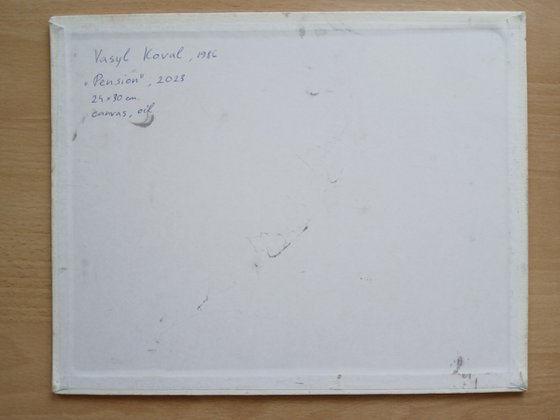 Vasyl Koval, 1986
"Pension", 2023
24×30 cm
canvas, oil